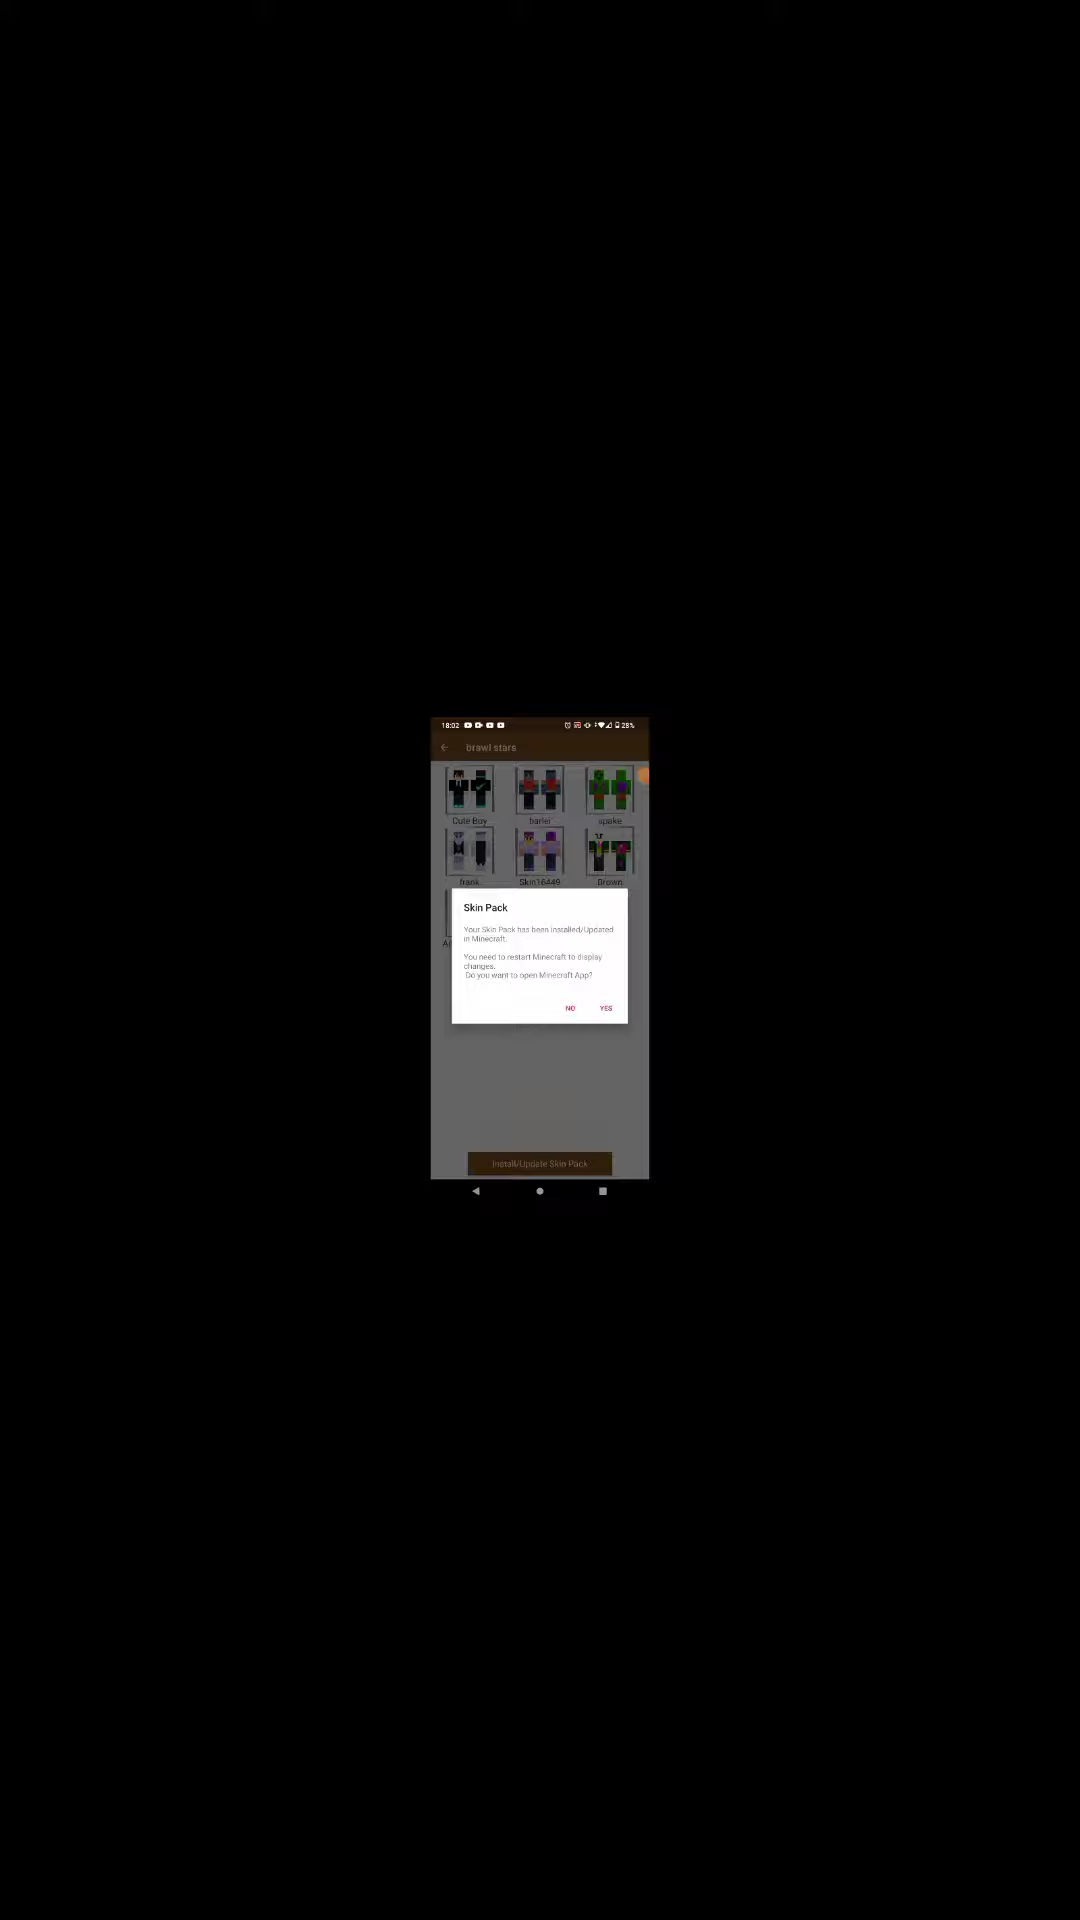 18:02
28%
brawl stars
Cute Boy
barlei
spake
frank
Skin16449
Brown
Skin Pack
Your Skin Pack has been Installed/Updated
in Minecraft.
You need to restart Minecraft to display
changes.
Do you want to open Minecraft App?
NO
YES
Install/Update Skin Pack